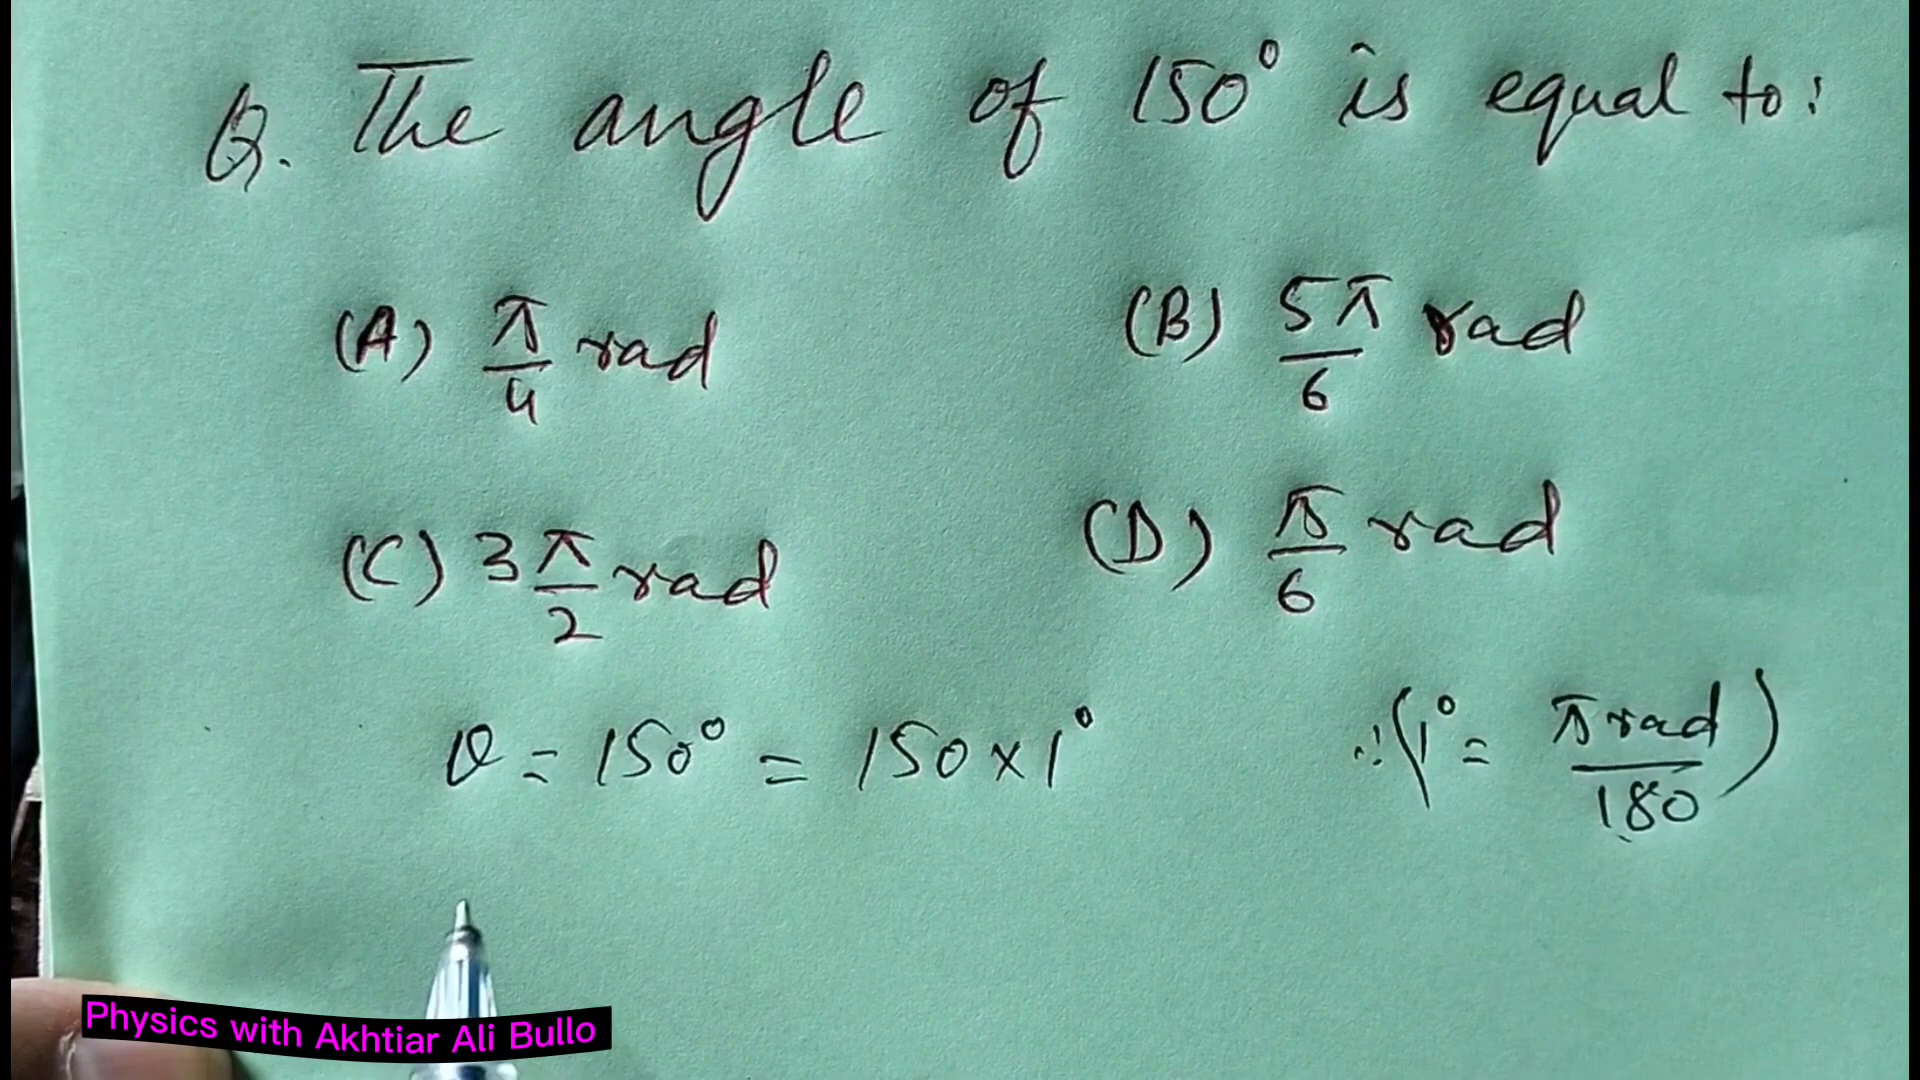 Q. The angle of 150° is equal to:
(A) π/4 rad (B) 5π/6 rad
(C) 3π/2 rad (D) π/6 rad
θ = 150° = 150 × 1° ∴(1° = π rad/180)
Physics with Akhtiar Ali Bullo